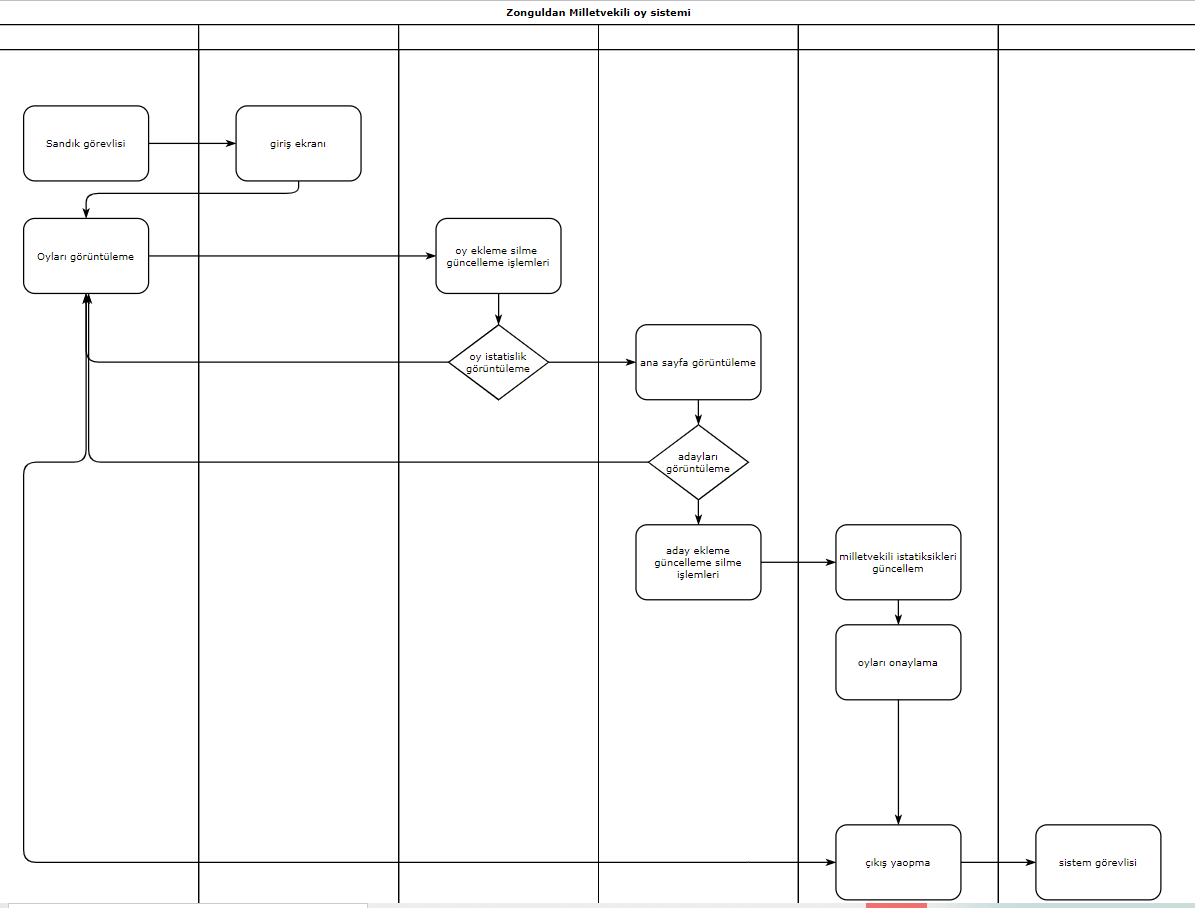 Zonguldan Milletvekili oy sistemi
Sandık görevlisi
giriş ekranı
Oyları görüntüleme
oy ekleme silme
güncelleme işlemleri
oy istatislik
görüntüleme
ana sayfa görüntüleme
adayları
görüntüleme
aday ekleme
güncelleme silme
işlemleri
milletvekili istatiksikleri
güncellem
oyları onaylama
çıkış yaopma
sistem görevlisi